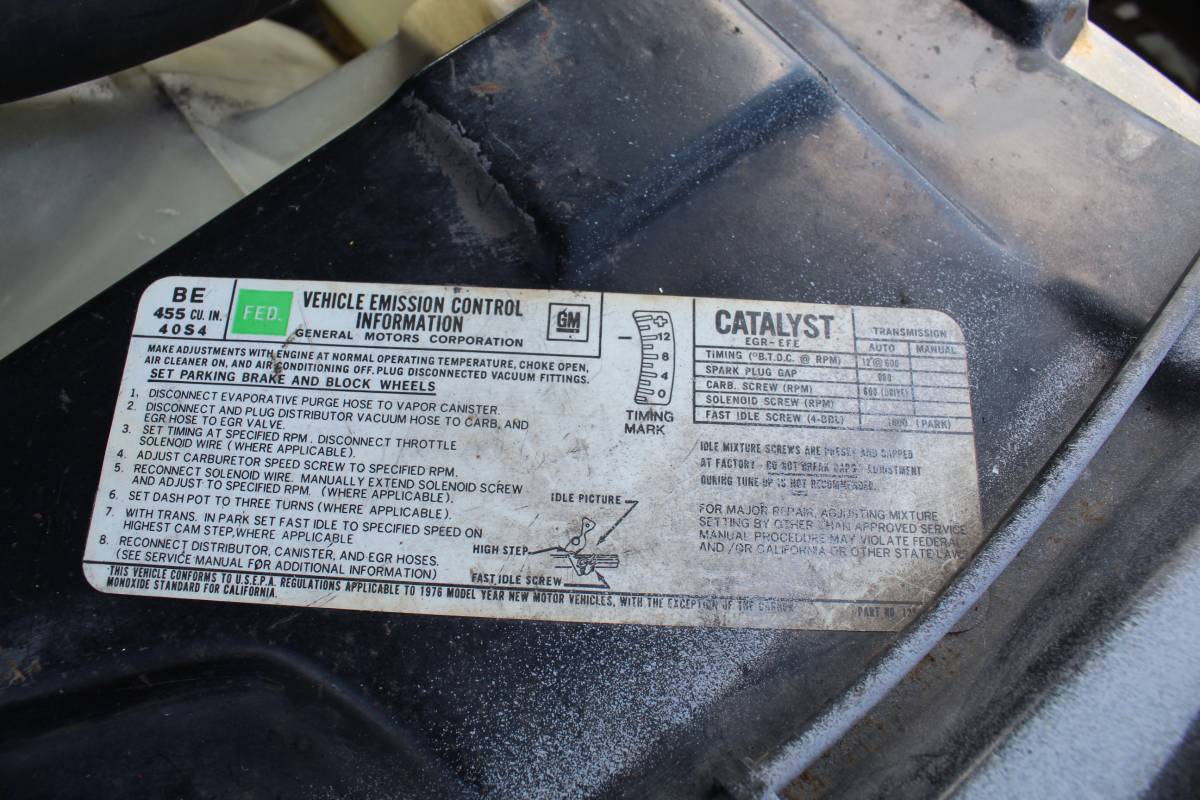 BE
455 CU. IN.
40S4
FED.
VEHICLE EMISSION CONTROL
INFORMATION
GENERAL MOTORS CORPORATION
GM
MAKE ADJUSTMENTS WITH ENGINE AT NORMAL OPERATING TEMPERATURE, CHOKE OPEN,
AIR CLEANER ON, AND AIR CONDITIONING OFF. PLUG DISCONNECTED VACUUM FITTINGS.
SET PARKING BRAKE AND BLOCK WHEELS
1. DISCONNECT EVAPORATIVE PURGE HOSE TO VAPOR CANISTER.
2. DISCONNECT AND PLUG DISTRIBUTOR VACUUM HOSE TO CARB, AND
EGR HOSE TO EGR VALVE.
3. SET TIMING AT SPECIFIED RPM. DISCONNECT THROTTLE
SOLENOID WIRE (WHERE APPLICABLE).
4. ADJUST CARBURETOR SPEED SCREW TO SPECIFIED RPM.
5. RECONNECT SOLENOID WIRE. MANUALLY EXTEND SOLENOID SCREW
AND ADJUST TO SPECIFIED RPM. (WHERE APPLICABLE).
6. SET DASH POT TO THREE TURNS (WHERE APPLICABLE).
7. WITH TRANS. IN PARK SET FAST IDLE TO SPECIFIED SPEED ON
HIGHEST CAM STEP, WHERE APPLICABLE
8. RECONNECT DISTRIBUTOR, CANISTER, AND EGR HOSES.
(SEE SERVICE MANUAL FOR ADDITIONAL INFORMATION)
IDLE PICTURE
HIGH STEP
FAST IDLE SCREW
+
12
8
4
0
TIMING
MARK
CATALYST
EGR-EFE
TRANSMISSION
AUTO MANUAL
TIMING (°B.T.D.C. @ RPM) 12@600
SPARK PLUG GAP
CARB. SCREW (RPM) 600 (DRIVE)
SOLENOID SCREW (RPM)
FAST IDLE SCREW (4-BBL) 1800 (PARK)
IDLE MIXTURE SCREWS ARE PRESET AND CAPPED
AT FACTORY. DO NOT BREAK CAPS. ADJUSTMENT
DURING TUNE UP IS NOT RECOMMENDED.
FOR MAJOR REPAIR, ADJUSTING MIXTURE
SETTING BY OTHER THAN APPROVED SERVICE
MANUAL PROCEDURE MAY VIOLATE FEDERAL
AND/OR CALIFORNIA OR OTHER STATE LAW.
THIS VEHICLE CONFORMS TO U.S.E.P.A. REGULATIONS APPLICABLE TO 1976 MODEL YEAR NEW MOTOR VEHICLES, WITH THE EXCEPTION OF THE CARBON
MONOXIDE STANDARD FOR CALIFORNIA.
PART NO.